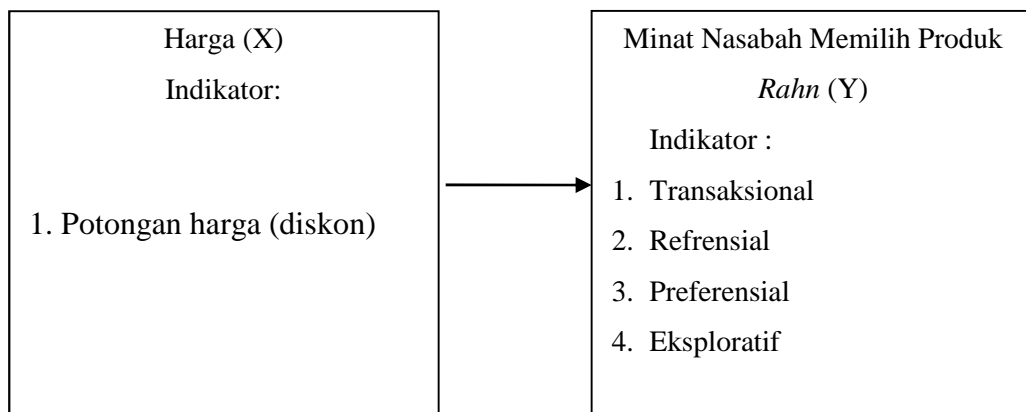 Harga (X)
Indikator:
1. Potongan harga (diskon)
Minat Nasabah Memilih Produk
Rahn (Y)
Indikator :
1. Transaksional
2. Refrensial
3. Preferensial
4. Eksploratif